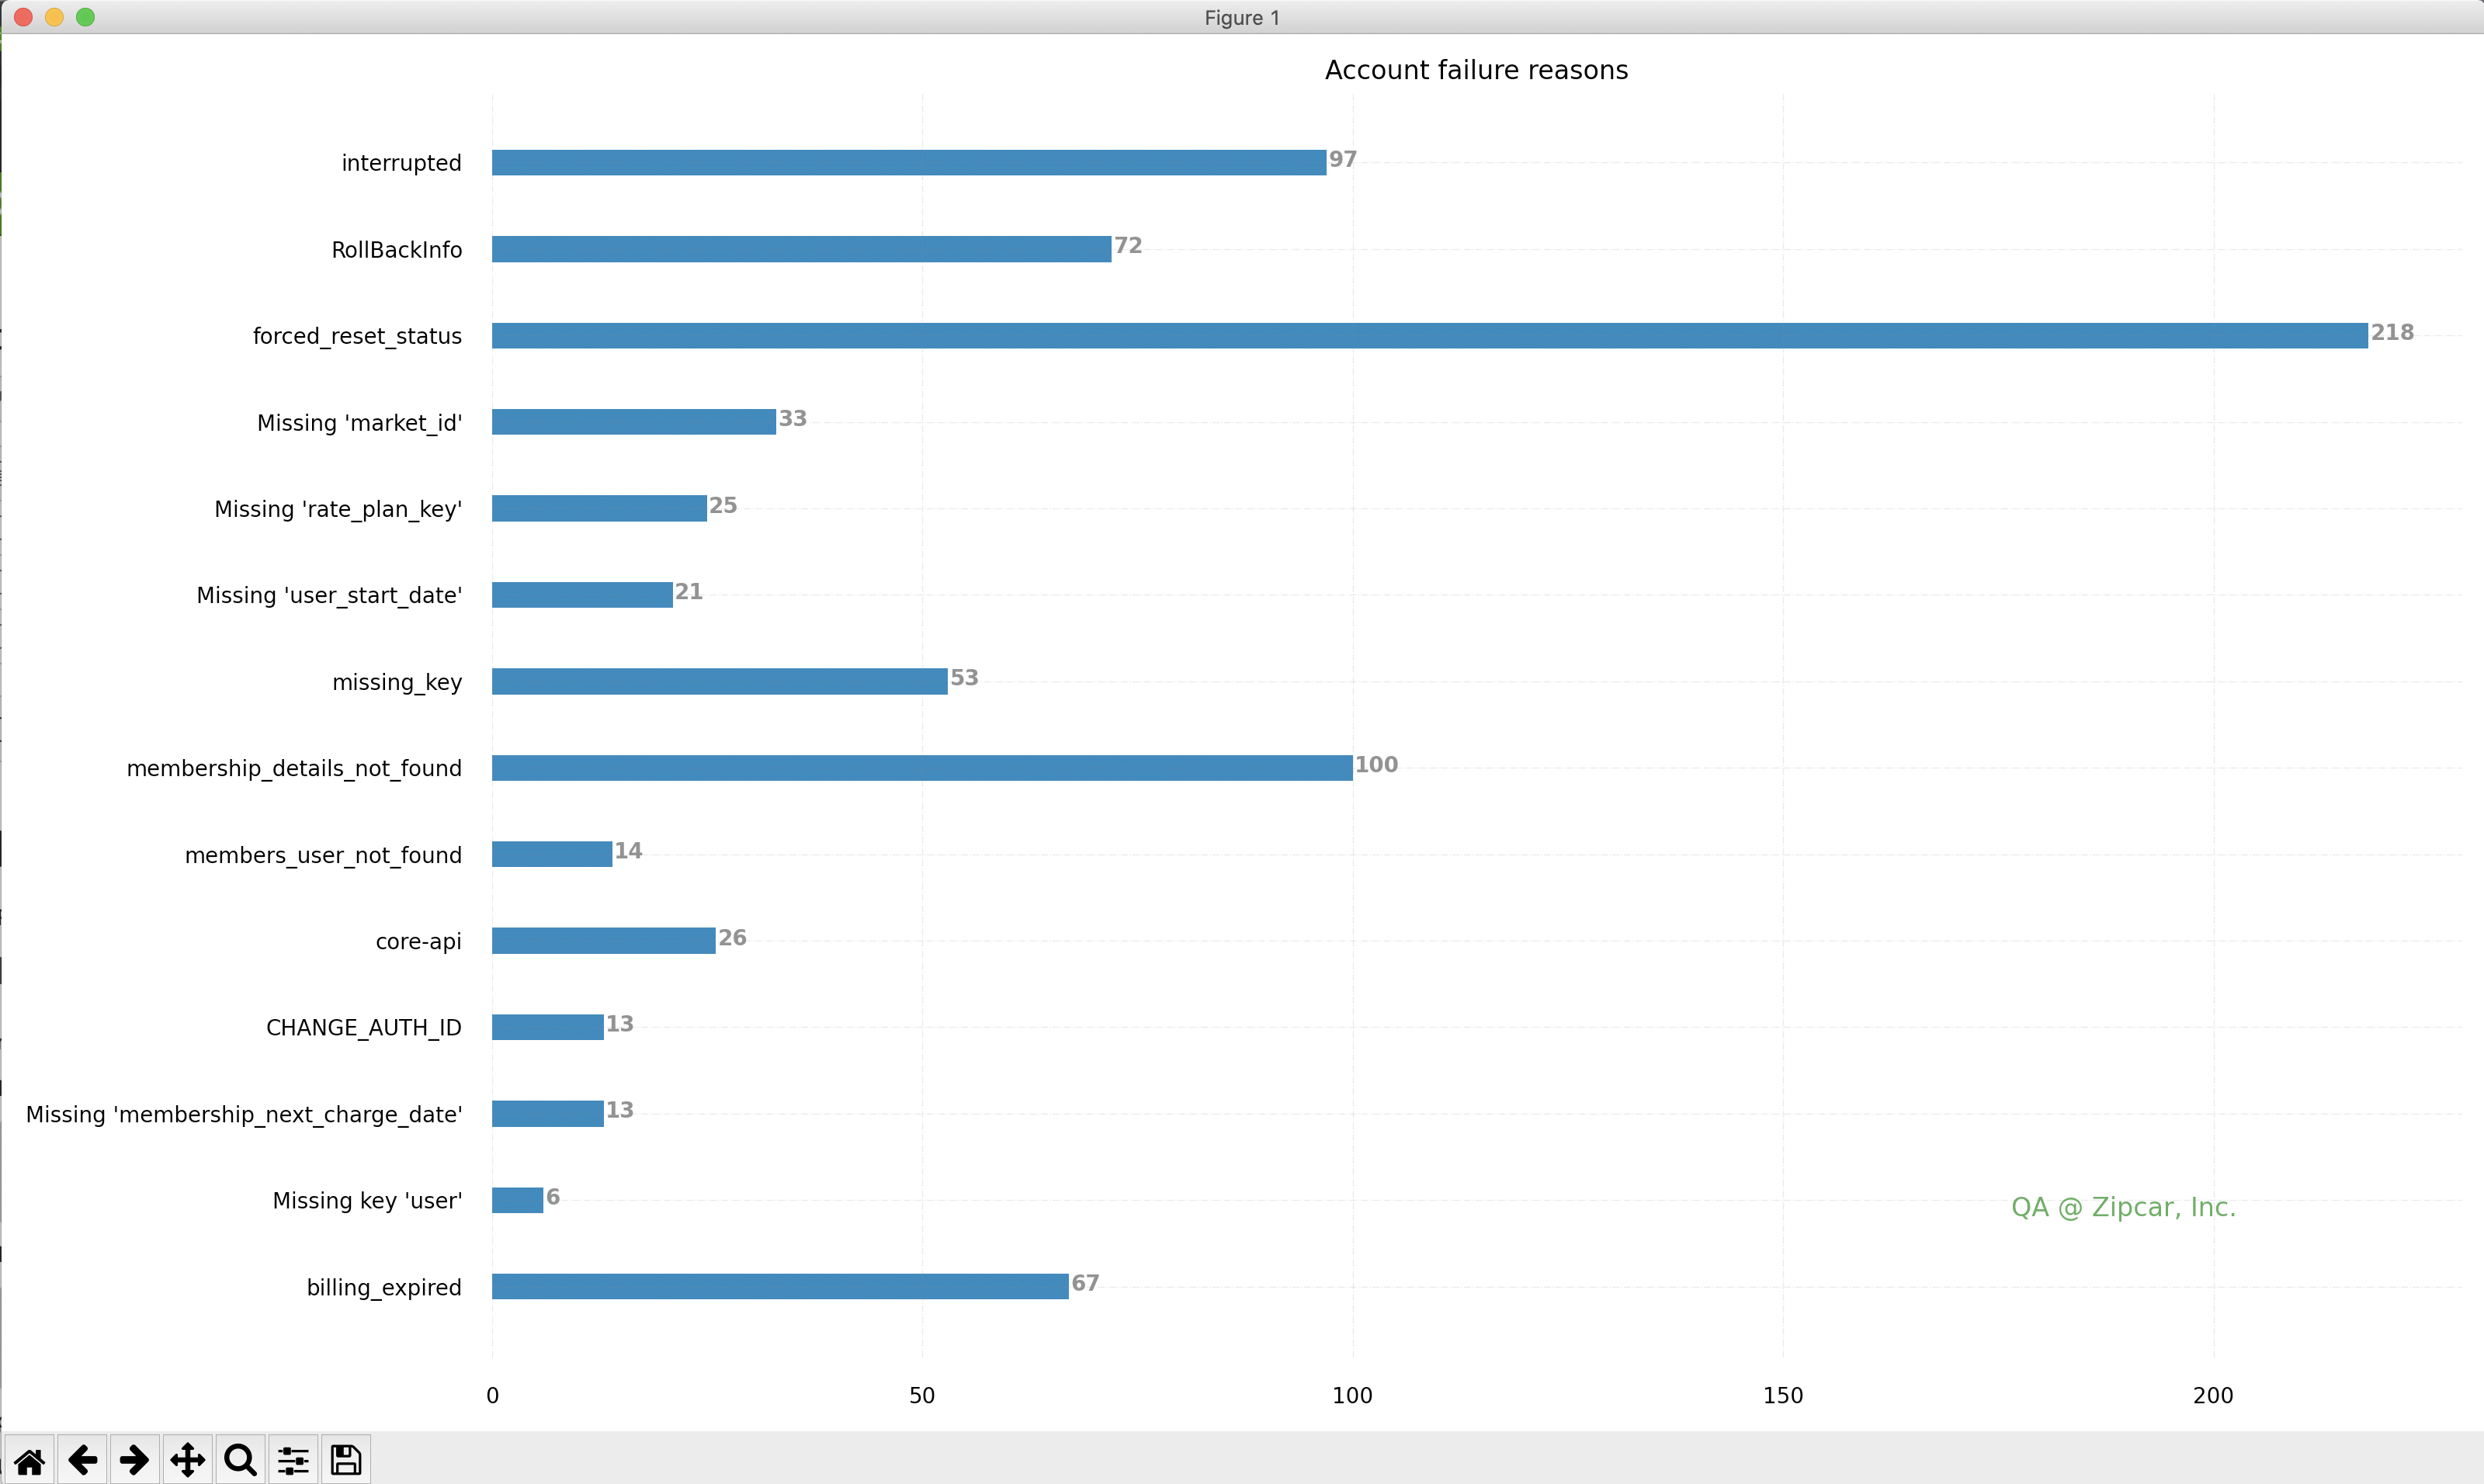 Figure 1
Account failure reasons
interrupted 97
RollBackInfo 72
forced_reset_status 218
Missing 'market_id' 33
Missing 'rate_plan_key' 25
Missing 'user_start_date' 21
missing_key 53
membership_details_not_found 100
members_user_not_found 14
core-api 26
CHANGE_AUTH_ID 13
Missing 'membership_next_charge_date' 13
Missing key 'user' 6
QA @ Zipcar, Inc.
billing_expired 67
0 50 100 150 200